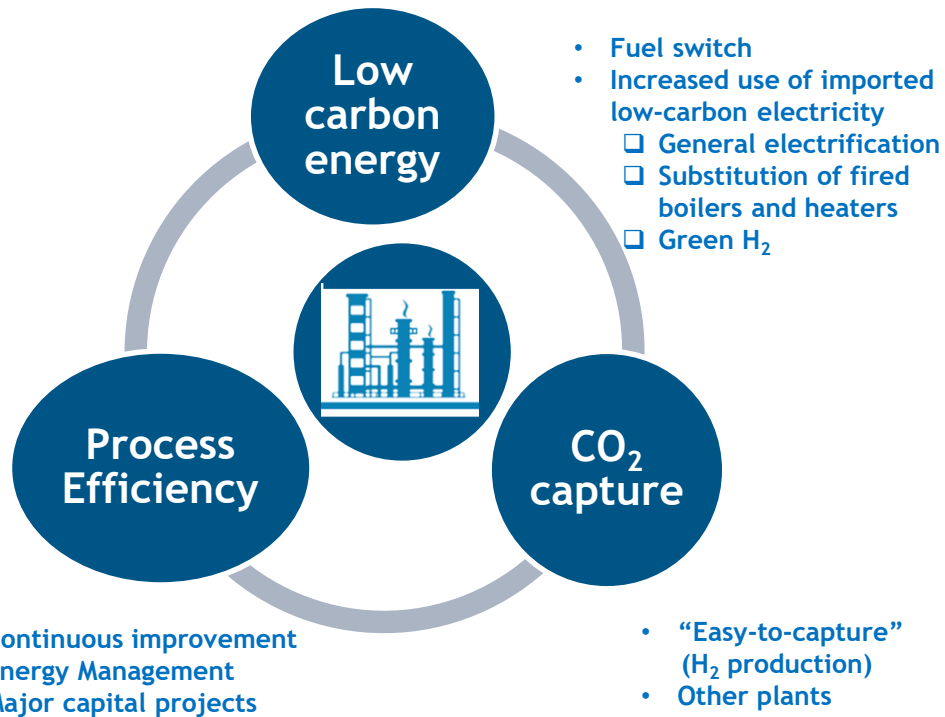 Low
carbon
energy
• Fuel switch
• Increased use of imported
low-carbon electricity
❑ General electrification
❑ Substitution of fired
boilers and heaters
❑ Green H₂
Process
Efficiency
CO₂
capture
ontinuous improvement
nergy Management
Major capital projects
• “Easy-to-capture”
(H₂ production)
• Other plants